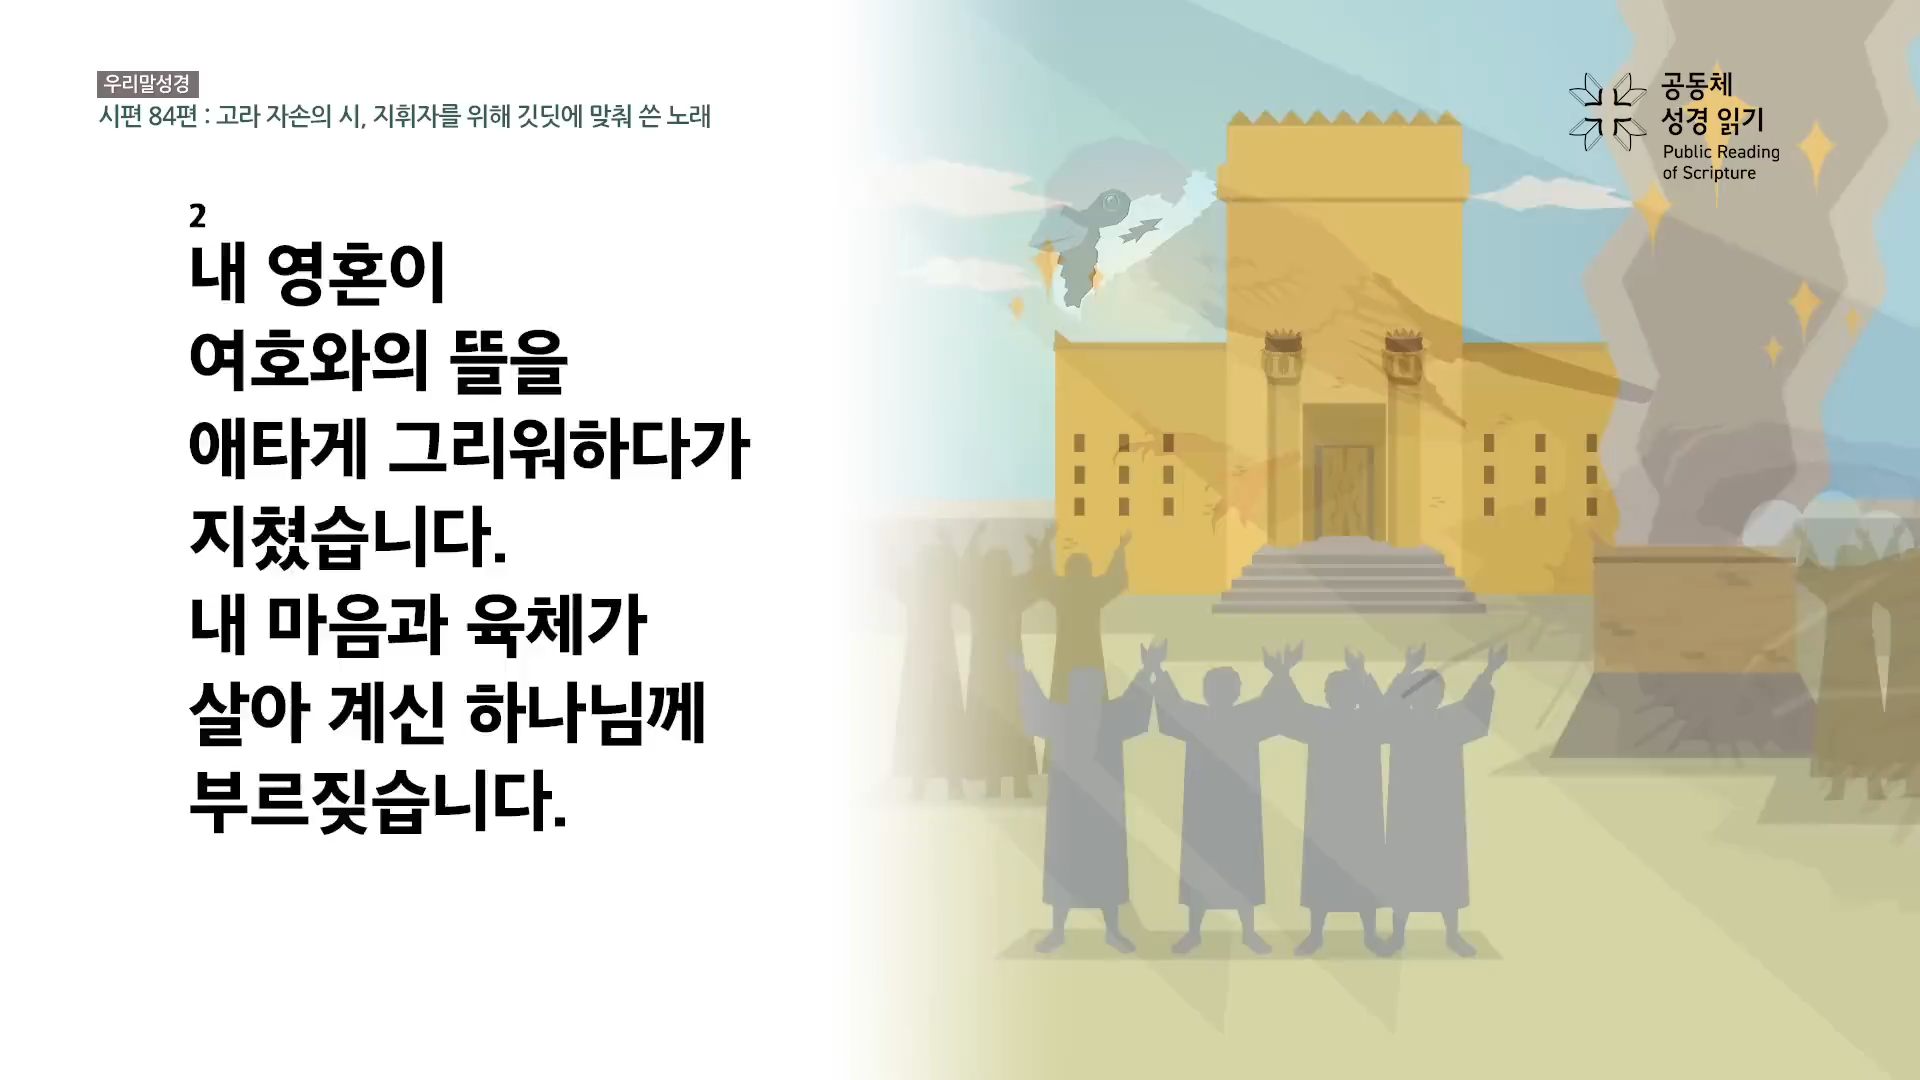 우리말성경
시편 84편 : 고라 자손의 시, 지휘자를 위해 깃딧에 맞춰 쓴 노래
2
내 영혼이
여호와의 뜰을
애타게 그리워하다가
지쳤습니다.
내 마음과 육체가
살아 계신 하나님께
부르짖습니다.
공동체
성경 읽기
Public Reading
of Scripture